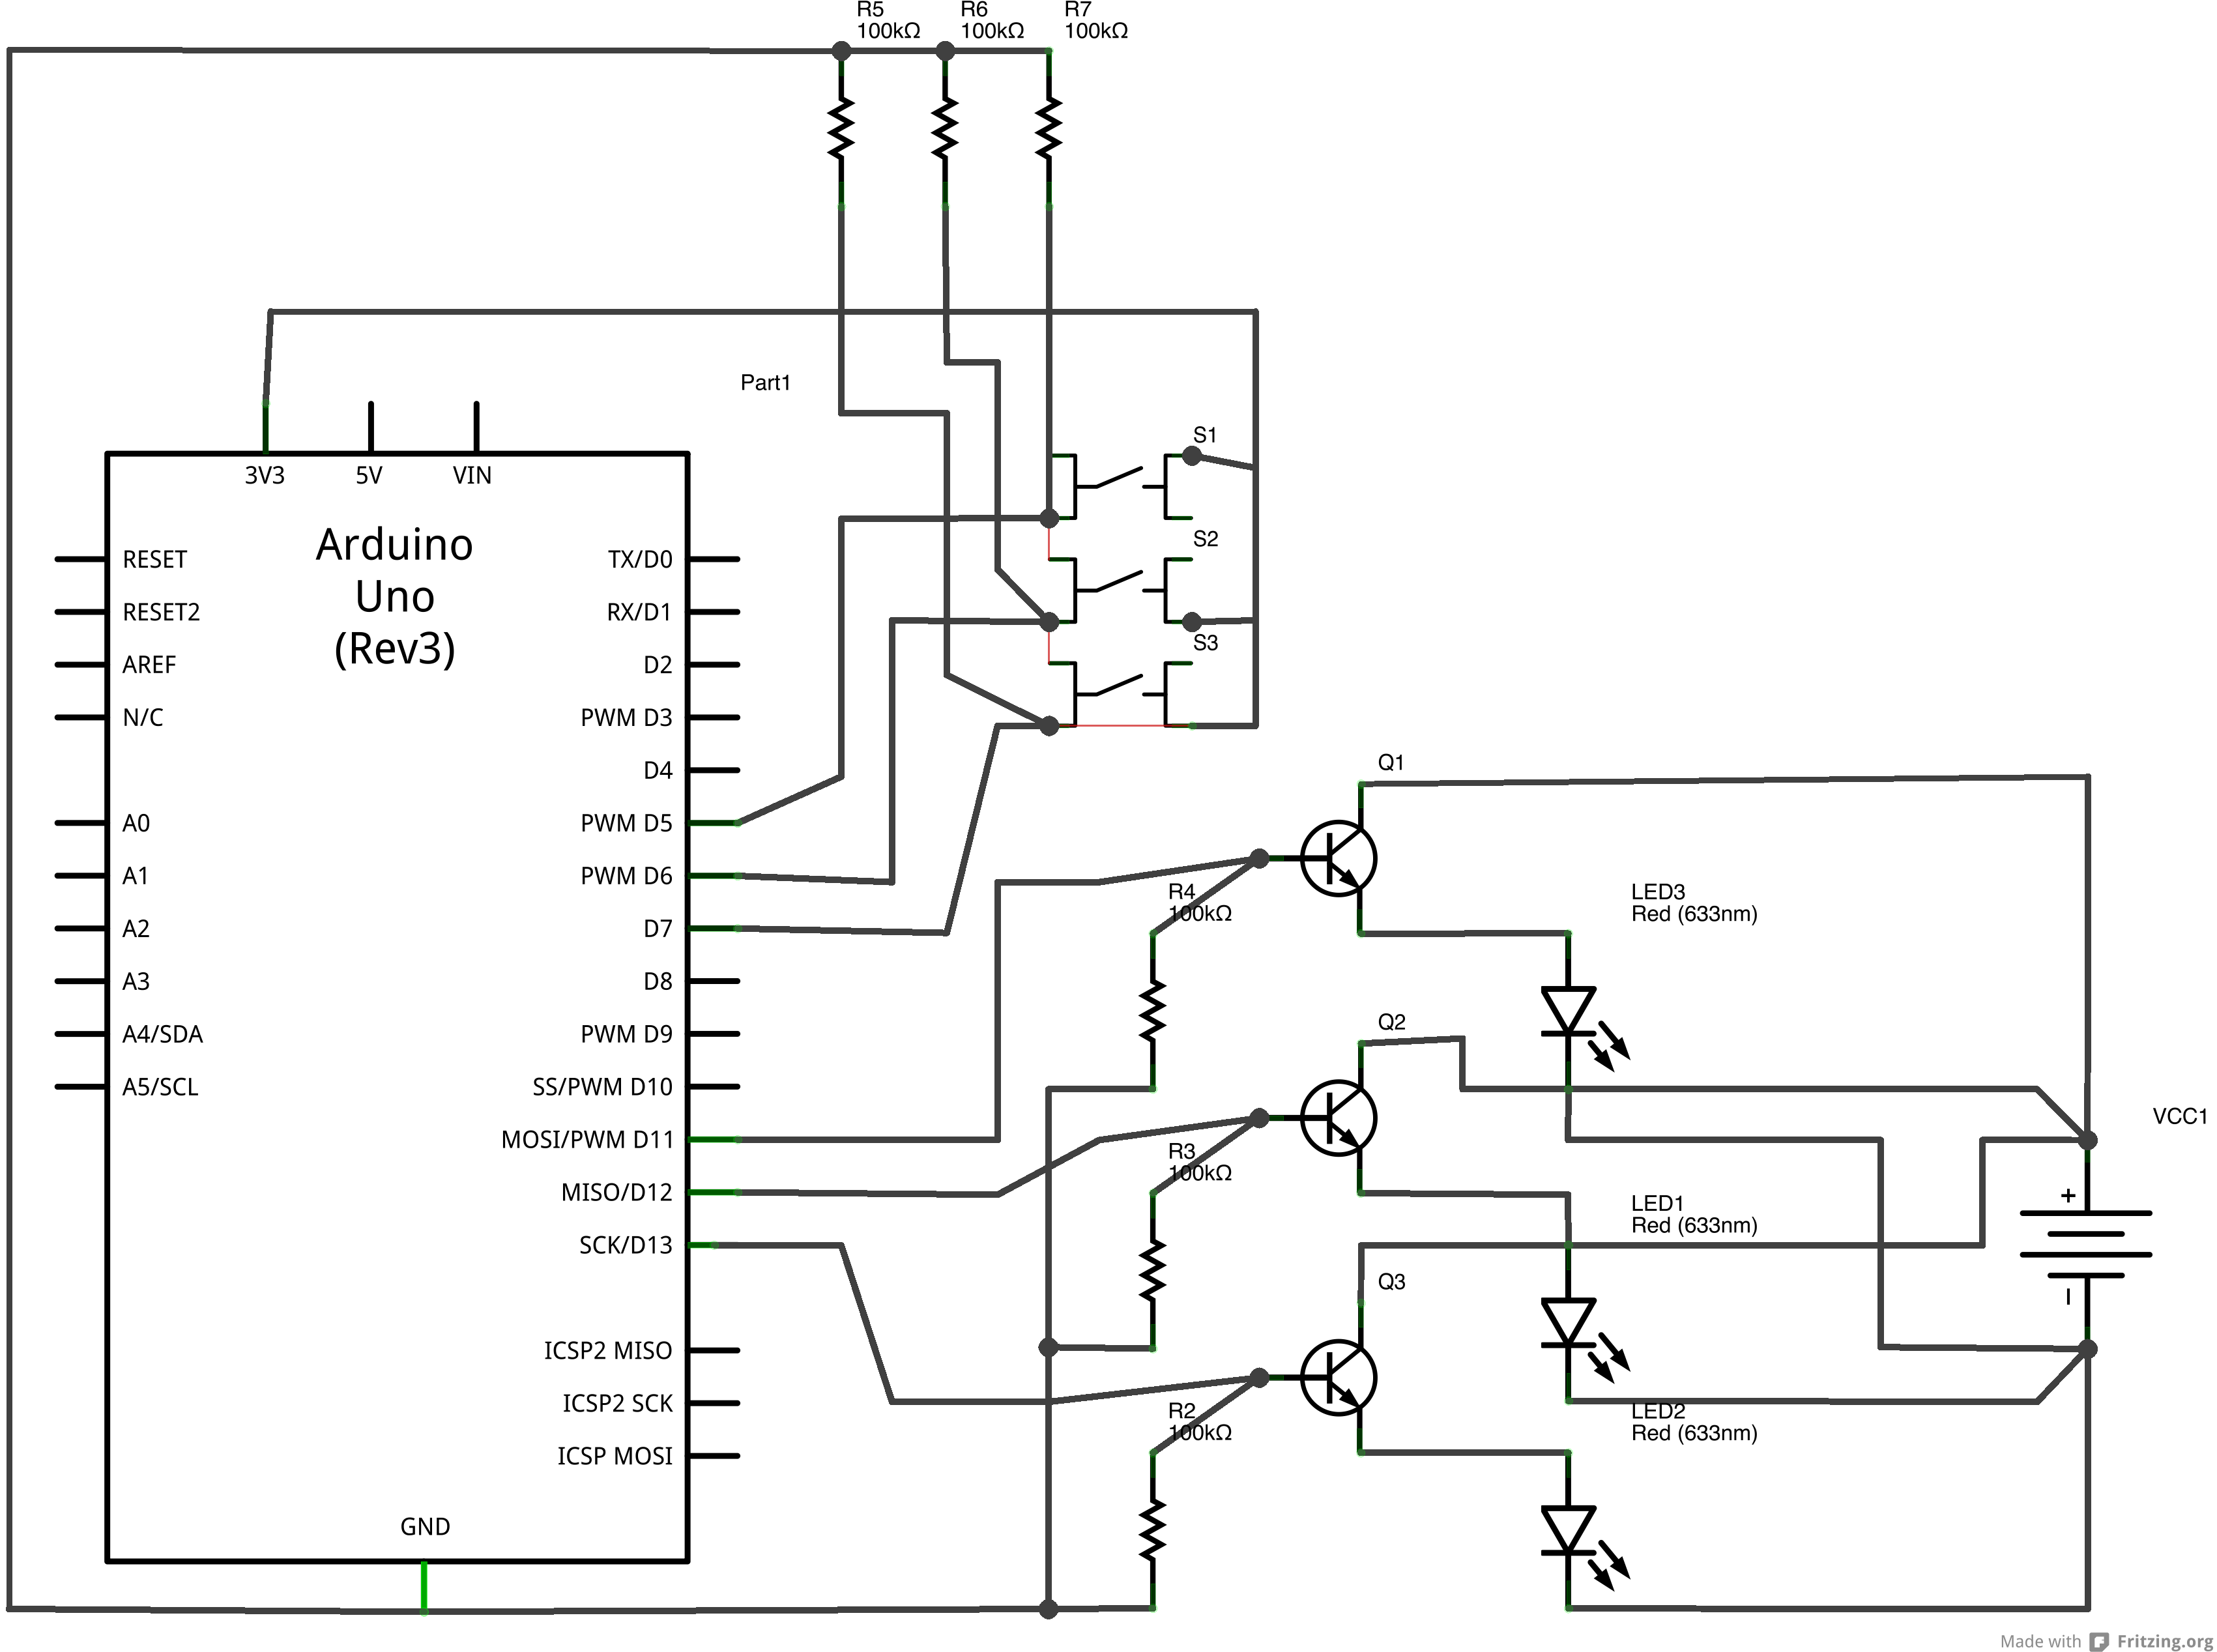 R5
100kΩ
R6
100kΩ
R7
100kΩ
Part1
3V3
5V
VIN
Arduino
Uno
(Rev3)
RESET
RESET2
AREF
N/C
A0
A1
A2
A3
A4/SDA
A5/SCL
TX/D0
RX/D1
D2
PWM D3
D4
PWM D5
PWM D6
D7
D8
PWM D9
SS/PWM D10
MOSI/PWM D11
MISO/D12
SCK/D13
ICSP2 MISO
ICSP2 SCK
ICSP MOSI
GND
S1
S2
S3
Q1
R4
100kΩ
LED3
Red (633nm)
Q2
R3
100kΩ
LED1
Red (633nm)
Q3
R2
100kΩ
LED2
Red (633nm)
VCC1
+
–
Made with Fritzing.org